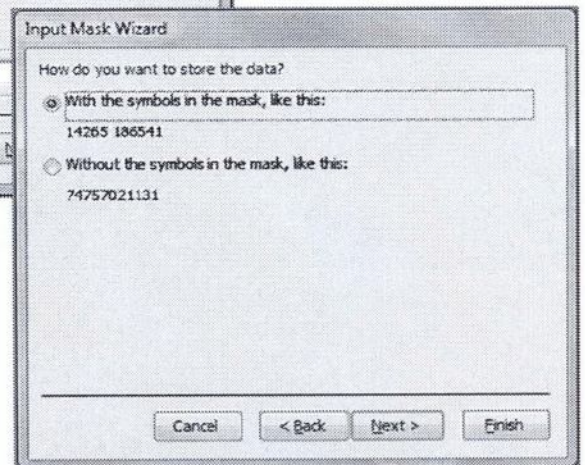 Input Mask Wizard
How do you want to store the data?
With the symbols in the mask, like this:
14265 186541
Without the symbols in the mask, like this:
74757021131
Cancel
< Back
Next >
Finish